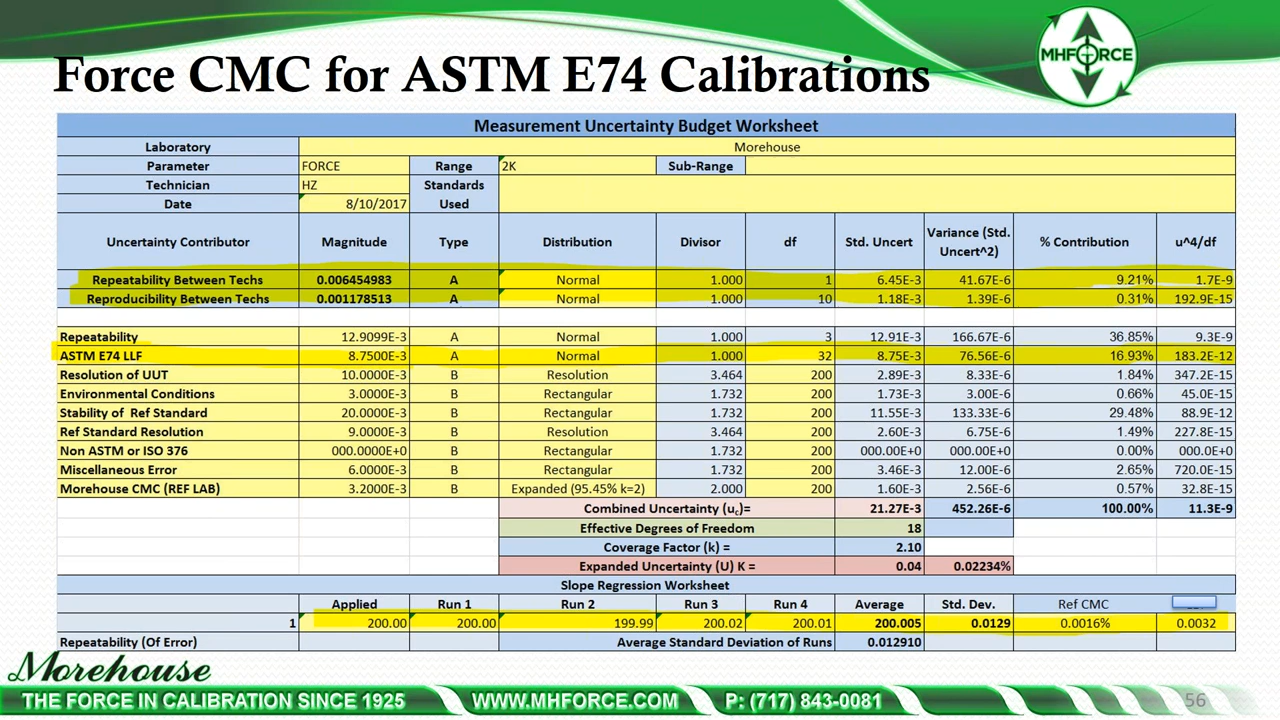 MHFORCE
Force CMC for ASTM E74 Calibrations
Measurement Uncertainty Budget Worksheet
Laboratory Morehouse
Parameter FORCE Range 2K Sub-Range
Technician HZ Standards
Date 8/10/2017 Used
Uncertainty Contributor Magnitude Type Distribution Divisor df Std. Uncert Variance (Std. Uncert^2) % Contribution u^4/df
Repeatability Between Techs 0.006454983 A Normal 1.000 1 6.45E-3 41.67E-6 9.21% 1.7E-9
Reproducibility Between Techs 0.001178513 A Normal 1.000 10 1.18E-3 1.39E-6 0.31% 192.9E-15
Repeatability 12.9099E-3 A Normal 1.000 3 12.91E-3 166.67E-6 36.85% 9.3E-9
ASTM E74 LLF 8.7500E-3 A Normal 1.000 32 8.75E-3 76.56E-6 16.93% 183.2E-12
Resolution of UUT 10.0000E-3 B Resolution 3.464 200 2.89E-3 8.33E-6 1.84% 347.2E-15
Environmental Conditions 3.0000E-3 B Rectangular 1.732 200 1.73E-3 3.00E-6 0.66% 45.0E-15
Stability of Ref Standard 20.0000E-3 B Rectangular 1.732 200 11.55E-3 133.33E-6 29.48% 88.9E-12
Ref Standard Resolution 9.0000E-3 B Resolution 3.464 200 2.60E-3 6.75E-6 1.49% 227.8E-15
Non ASTM or ISO 376 000.0000E+0 B Rectangular 1.732 200 000.00E+0 000.00E+0 0.00% 000.0E+0
Miscellaneous Error 6.0000E-3 B Rectangular 1.732 200 3.46E-3 12.00E-6 2.65% 720.0E-15
Morehouse CMC (REF LAB) 3.2000E-3 B Expanded (95.45% k=2) 2.000 200 1.60E-3 2.56E-6 0.57% 32.8E-15
Combined Uncertainty (uc)= 21.27E-3 452.26E-6 100.00% 11.3E-9
Effective Degrees of Freedom 18
Coverage Factor (k) = 2.10
Expanded Uncertainty (U) K = 0.04 0.02234%
Slope Regression Worksheet
Applied Run 1 Run 2 Run 3 Run 4 Average Std. Dev. Ref CMC
1 200.00 200.00 199.99 200.02 200.01 200.005 0.0129 0.0016% 0.0032
Repeatability (Of Error) Average Standard Deviation of Runs 0.012910
Morehouse
THE FORCE IN CALIBRATION SINCE 1925 WWW.MHFORCE.COM P: (717) 843-0081 56